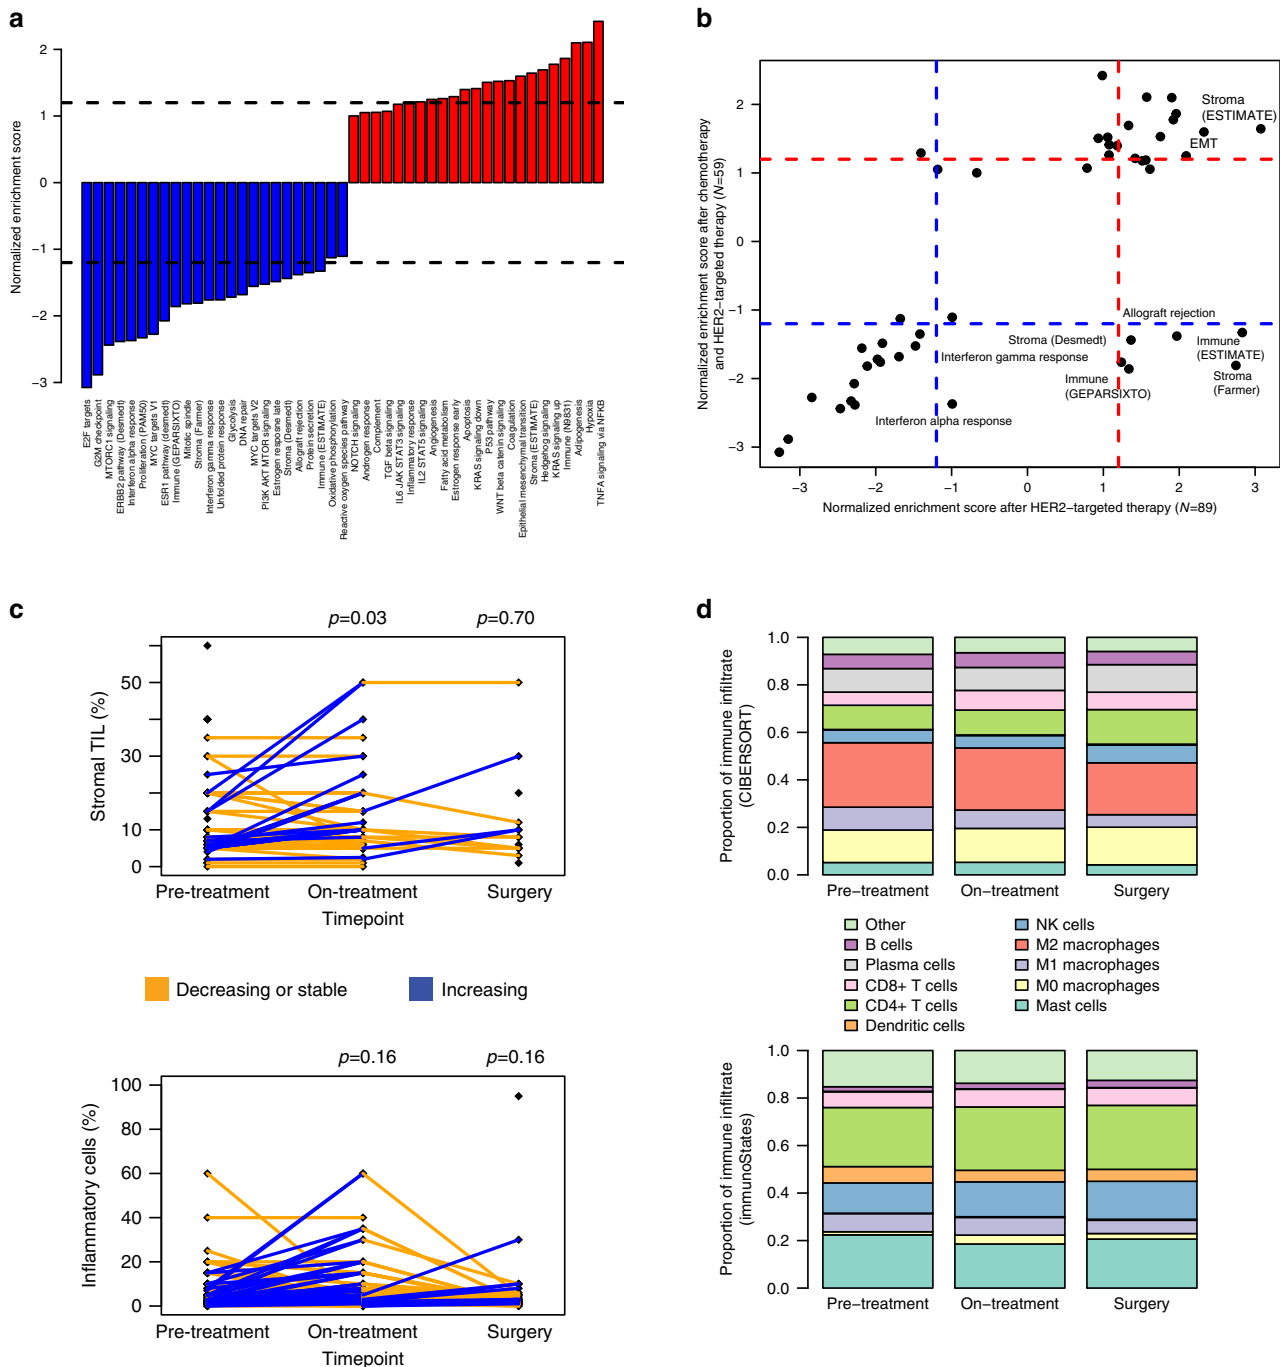 a
Normalized enrichment score
2
1
0
−1
−2
−3
E2F targets
G2M checkpoint
MTORC1 signaling
ERBB2 pathway (Desmedt)
Interferon alpha response
Proliferation (PAM50)
MYC targets V1
ESR1 pathway (desmedt)
Immune (GEPARSIXTO)
Mitotic spindle
Stroma (Farmer)
Interferon gamma response
Unfolded protein response
Glycolysis
DNA repair
MYC targets V2
PI3K AKT MTOR signaling
Estrogen response late
Stroma (Desmedt)
Allograft rejection
Protein secretion
Immune (ESTIMATE)
Oxidative phosphorylation
Reactive oxygen species pathway
NOTCH signaling
Androgen response
Complement
TGF beta signaling
IL6 JAK STAT3 signaling
Inflammatory response
IL2 STAT5 signaling
Angiogenesis
Fatty acid metabolism
Estrogen response early
Apoptosis
KRAS signaling down
P53 pathway
WNT beta catenin signaling
Coagulation
Epithelial mesenchymal transition
Stroma (ESTIMATE)
Hedgehog signaling
KRAS signaling up
Immune (N9831)
Adipogenesis
Hypoxia
TNFA signaling via NFKB
b
Normalized enrichment score after chemotherapy
and HER2−targeted therapy (N=59)
2
1
0
−1
−2
−3
Stroma
(ESTIMATE)
EMT
Allograft rejection
Stroma (Desmedt)
Immune
(ESTIMATE)
Interferon gamma response
Immune
(GEPARSIXTO)
Stroma
(Farmer)
Interferon alpha response
−3
−2
−1
0
1
2
3
Normalized enrichment score after HER2−targeted therapy (N=89)
c
p=0.03
p=0.70
Stromal TIL (%)
50
30
10
0
Pre-treatment
On-treatment
Surgery
Timepoint
Decreasing or stable
Increasing
p=0.16
p=0.16
Inflammatory cells (%)
100
80
60
40
20
0
Pre-treatment
On-treatment
Surgery
Timepoint
d
Proportion of immune infiltrate
(CIBERSORT)
1.0
0.8
0.6
0.4
0.2
0.0
Pre−treatment
On−treatment
Surgery
Other
B cells
Plasma cells
CD8+ T cells
CD4+ T cells
Dendritic cells
NK cells
M2 macrophages
M1 macrophages
M0 macrophages
Mast cells
Proportion of immune infiltrate
(immunoStates)
1.0
0.8
0.6
0.4
0.2
0.0
Pre−treatment
On−treatment
Surgery